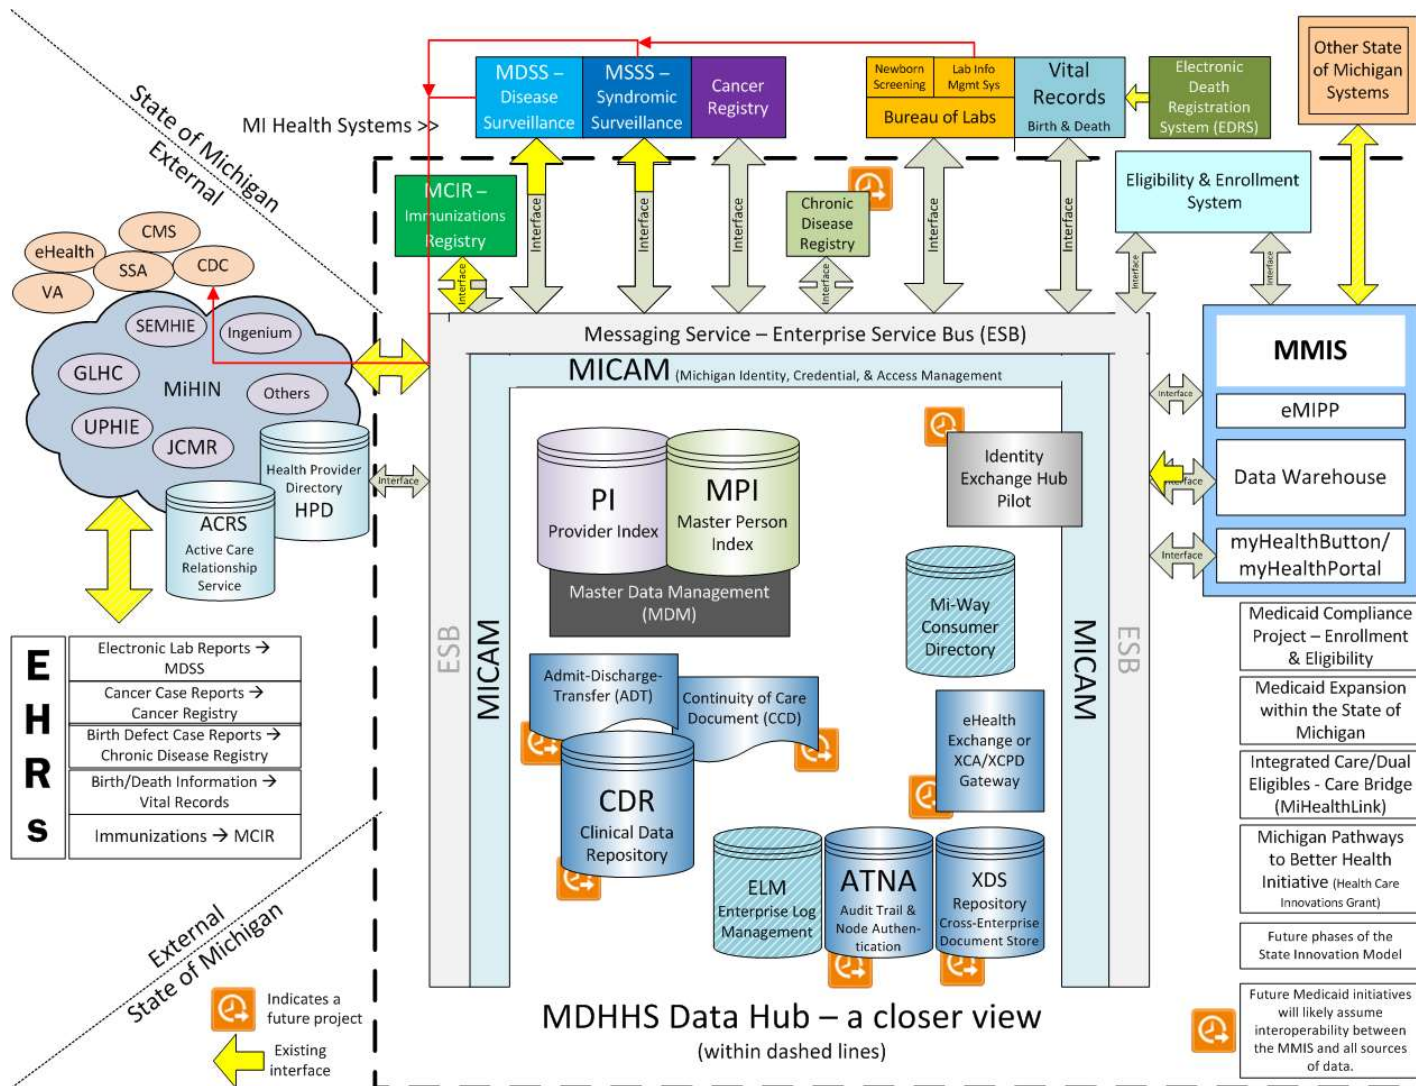 State of Michigan
External
MI Health Systems >>
MDSS –
Disease
Surveillance
MSSS –
Syndromic
Surveillance
Cancer
Registry
Newborn
Screening
Lab Info
Mgmt Sys
Bureau of Labs
Vital
Records
Birth & Death
Electronic
Death
Registration
System (EDRS)
Other State
of Michigan
Systems
MCIR –
Immunizations
Registry
Chronic
Disease
Registry
Eligibility & Enrollment
System
Interface
Interface
Interface
Interface
Interface
Interface
Interface
Interface
Interface
CMS
eHealth
SSA
CDC
VA
SEMHIE
Ingenium
GLHC
MiHIN
Others
UPHIE
JCMR
Health Provider
Directory
HPD
ACRS
Active Care
Relationship
Service
Interface
Messaging Service – Enterprise Service Bus (ESB)
MICAM (Michigan Identity, Credential, & Access Management
ESB
MICAM
MICAM
ESB
PI
Provider Index
MPI
Master Person
Index
Master Data Management
(MDM)
Identity
Exchange Hub
Pilot
Mi-Way
Consumer
Directory
Admit-Discharge-
Transfer (ADT)
Continuity of Care
Document (CCD)
CDR
Clinical Data
Repository
eHealth
Exchange or
XCA/XCPD
Gateway
ELM
Enterprise Log
Management
ATNA
Audit Trail &
Node Authen-
tication
XDS
Repository
Cross-Enterprise
Document Store
Interface
Interface
Interface
MMIS
eMIPP
Data Warehouse
myHealthButton/
myHealthPortal
Medicaid Compliance
Project – Enrollment
& Eligibility
Medicaid Expansion
within the State of
Michigan
Integrated Care/Dual
Eligibles - Care Bridge
(MiHealthLink)
Michigan Pathways
to Better Health
Initiative (Health Care
Innovations Grant)
Future phases of the
State Innovation Model
Future Medicaid initiatives
will likely assume
interoperability between
the MMIS and all sources
of data.
EHRs
Electronic Lab Reports →
MDSS
Cancer Case Reports →
Cancer Registry
Birth Defect Case Reports →
Chronic Disease Registry
Birth/Death Information →
Vital Records
Immunizations → MCIR
External
State of Michigan
Indicates a
future project
Existing
interface
MDHHS Data Hub – a closer view
(within dashed lines)